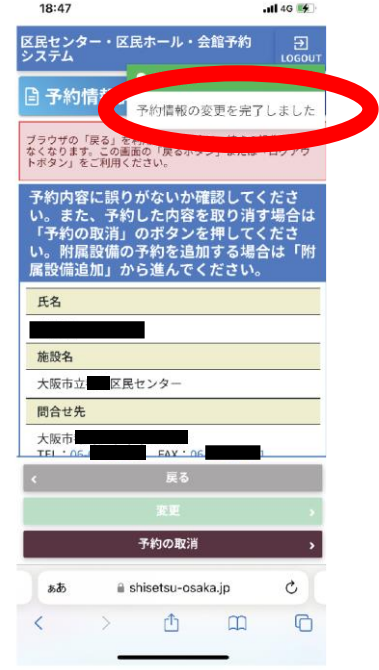 18:47
4G
区民センター・区民ホール・会館予約
システム
LOGOUT
予約情
予約情報の変更を完了しました
ブラウザの「戻る」を
なくなります。この画面の「戻るボタン」または「ログアウ
トボタン」をご利用ください。
予約内容に誤りがないか確認してくださ
い。また、予約した内容を取り消す場合は
「予約の取消」のボタンを押してくださ
い。附属設備の予約を追加する場合は「附
属設備追加」から進んでください。
氏名
施設名
大阪市立 区民センター
問合せ先
大阪市
TEL：06- FAX：06
戻る
変更
予約の取消
ああ shisetsu-osaka.jp